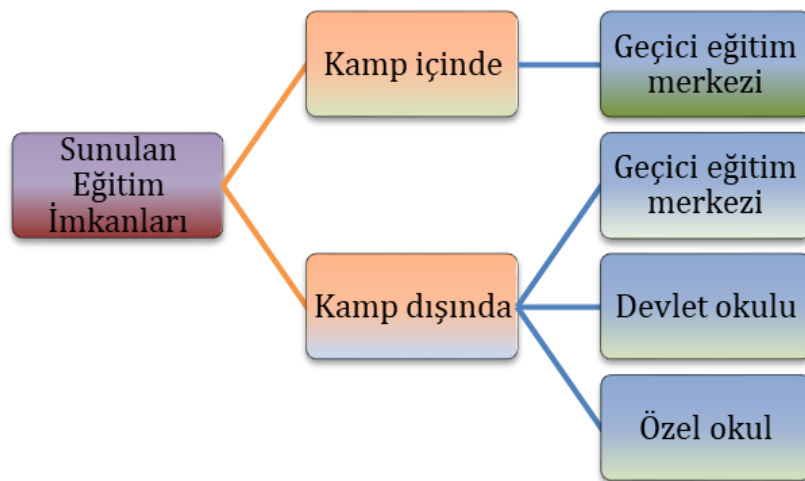 Sunulan
Eğitim
İmkanları
Kamp içinde
Geçici eğitim
merkezi
Kamp dışında
Geçici eğitim
merkezi
Devlet okulu
Özel okul